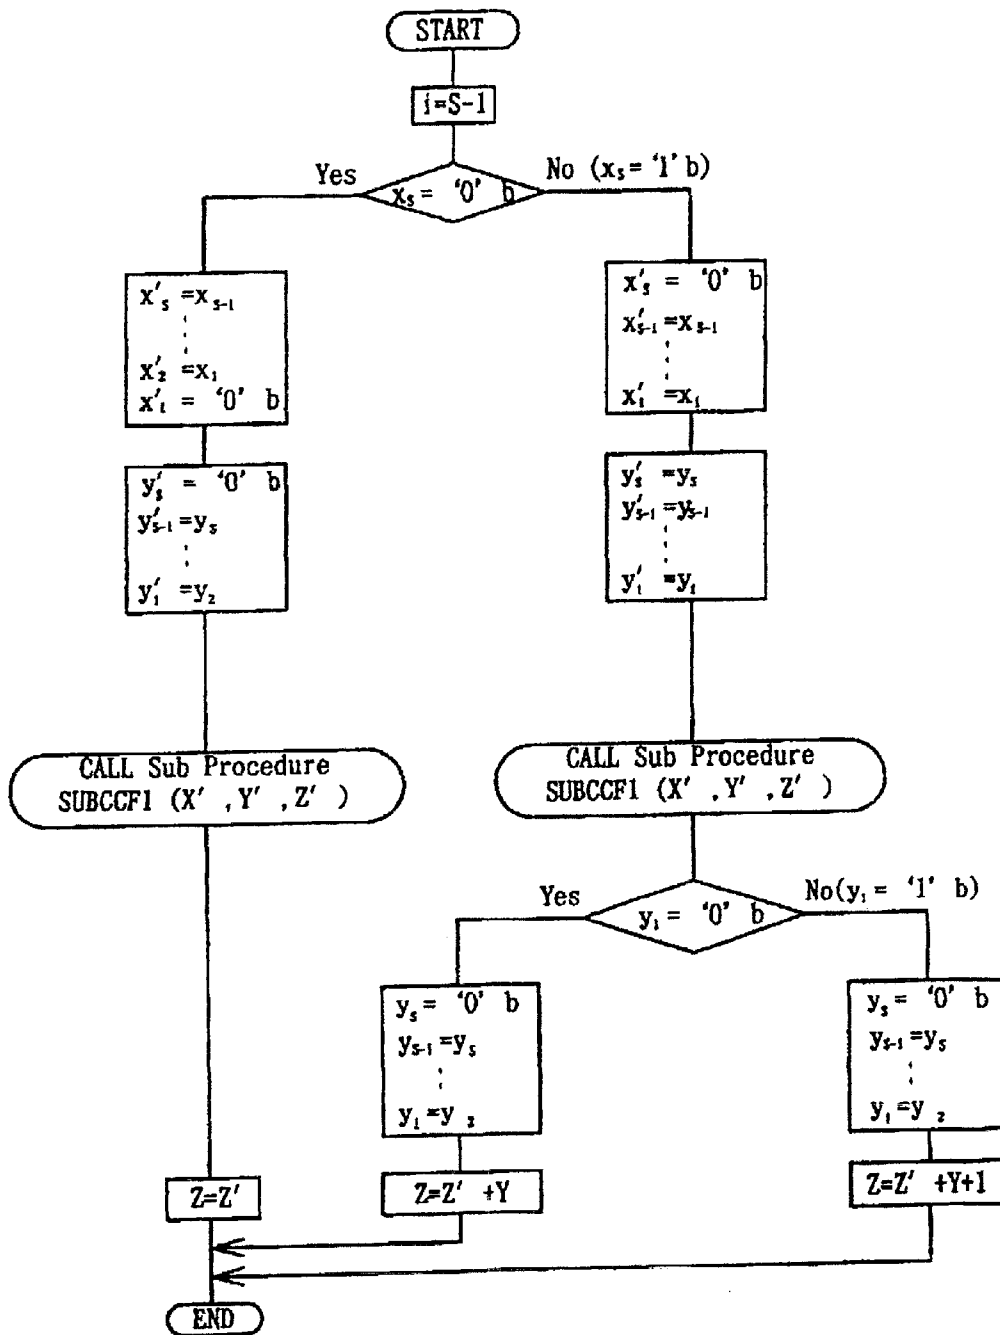 START
i=S-1
Yes
No (xs = '1' b)
xs = '0' b
x's = xs-1
x'2 = x1
x'1 = '0' b
x's = '0' b
x's-1 = xs-1
x'1 = x1
y's = '0' b
y's-1 = ys
y'1 = y2
y's = ys
y's-1 = ys-1
y'1 = y1
CALL Sub Procedure
SUBCCF1 (X' , Y' , Z' )
CALL Sub Procedure
SUBCCF1 (X' , Y' , Z' )
Yes
No(y1 = '1' b)
y1 = '0' b
ys = '0' b
ys-1 = ys
y1 = y2
ys = '0' b
ys-1 = ys
y1 = y2
Z=Z'
Z=Z' +Y
Z=Z' +Y+1
END